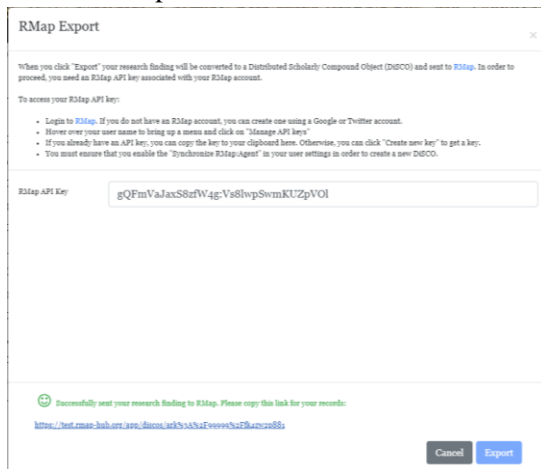 RMap Export
×
When you click "Export" your research finding will be converted to a Distributed Scholarly Compound Object (DiSCO) and sent to RMap. In order to
proceed, you need an RMap API key associated with your RMap account.
To access your RMap API key:
• Login to RMap. If you do not have an RMap account, you can create one using a Google or Twitter account.
• Hover over your user name to bring up a menu and click on "Manage API keys"
• If you already have an API key, you can copy the key to your clipboard here. Otherwise, you can click "Create new key" to get a key.
• You must ensure that you enable the "Synchronize RMap:Agent" in your user settings in order to create a new DiSCO.
RMap API Key
gQFmVaJaxS8zfW4g:Vs8lwpSwmKUZpVOl
Successfully sent your research finding to RMap. Please copy this link for your records:
Cancel Export